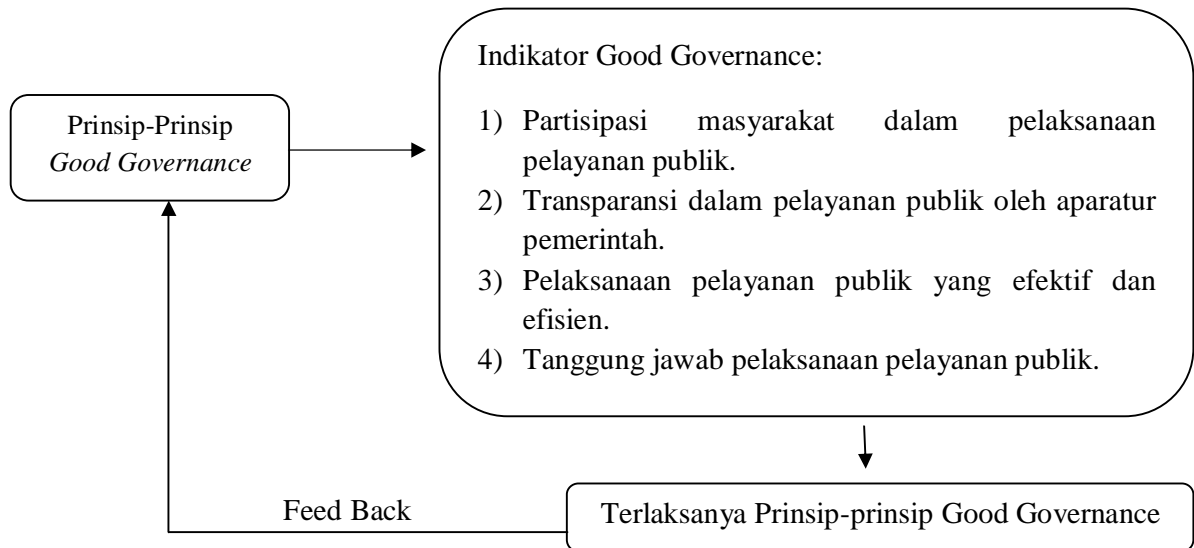 Prinsip-Prinsip
Good Governance
Indikator Good Governance:
1) Partisipasi masyarakat dalam pelaksanaan
pelayanan publik.
2) Transparansi dalam pelayanan publik oleh aparatur
pemerintah.
3) Pelaksanaan pelayanan publik yang efektif dan
efisien.
4) Tanggung jawab pelaksanaan pelayanan publik.
Feed Back
Terlaksanya Prinsip-prinsip Good Governance